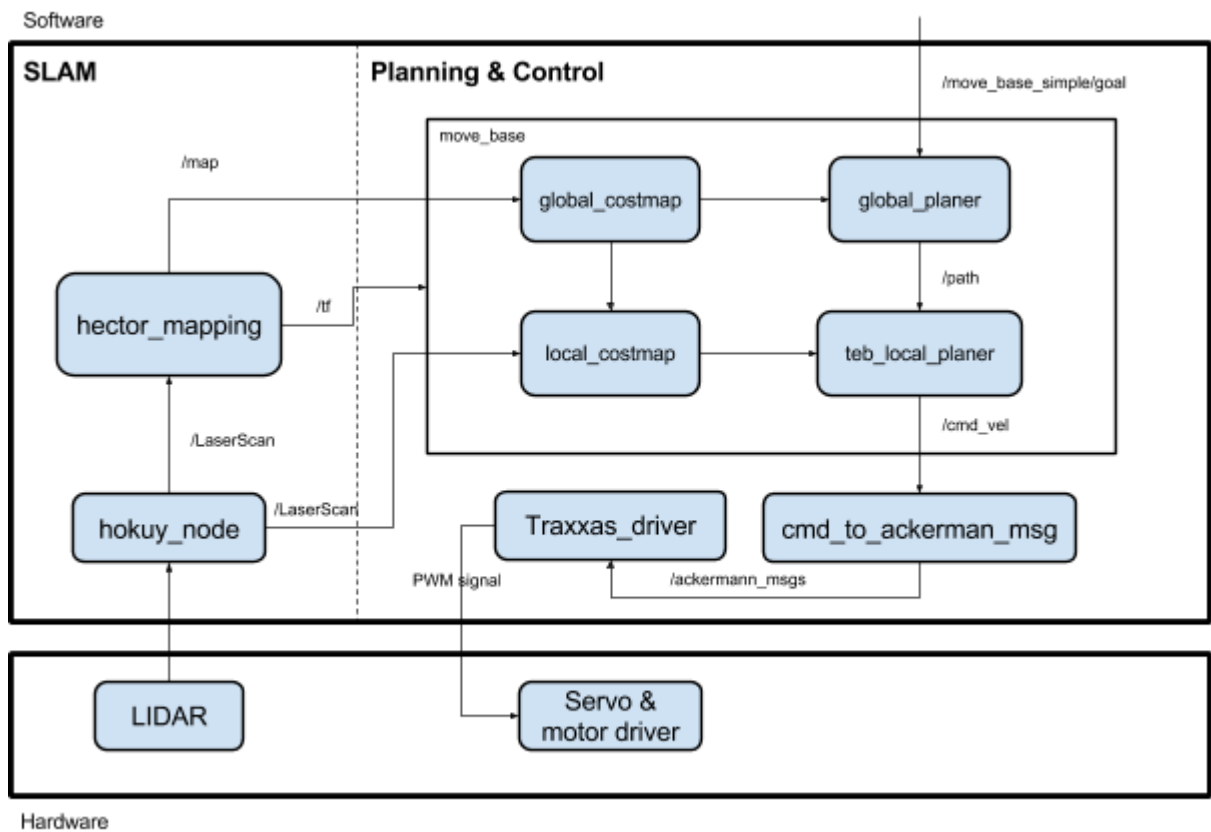 Software
SLAM
Planning & Control
/move_base_simple/goal
move_base
/map
global_costmap
global_planer
/path
/tf
hector_mapping
local_costmap
teb_local_planer
/cmd_vel
/LaserScan
/LaserScan
hokuy_node
Traxxas_driver
cmd_to_ackerman_msg
PWM signal
/ackermann_msgs
LIDAR
Servo &
motor driver
Hardware